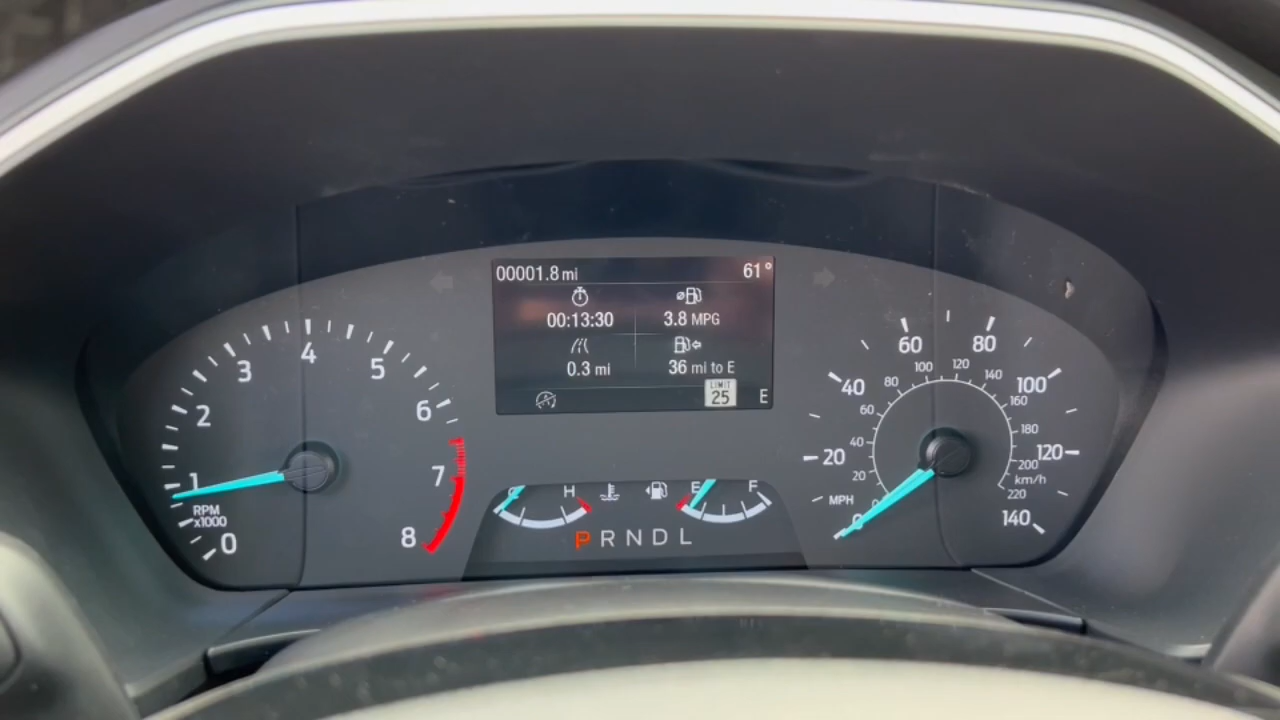 00001.8 mi 61°
00:13:30 3.8 MPG
0.3 mi 36 mi to E
LIMIT
25 E
0 1 2 3 4 5 6 7 8
RPM
x1000
C H
E F
P R N D L
0 20 40 60 80 100 120 140
MPH
0 20 40 60 80 100 120 140 160 180 200 220
km/h